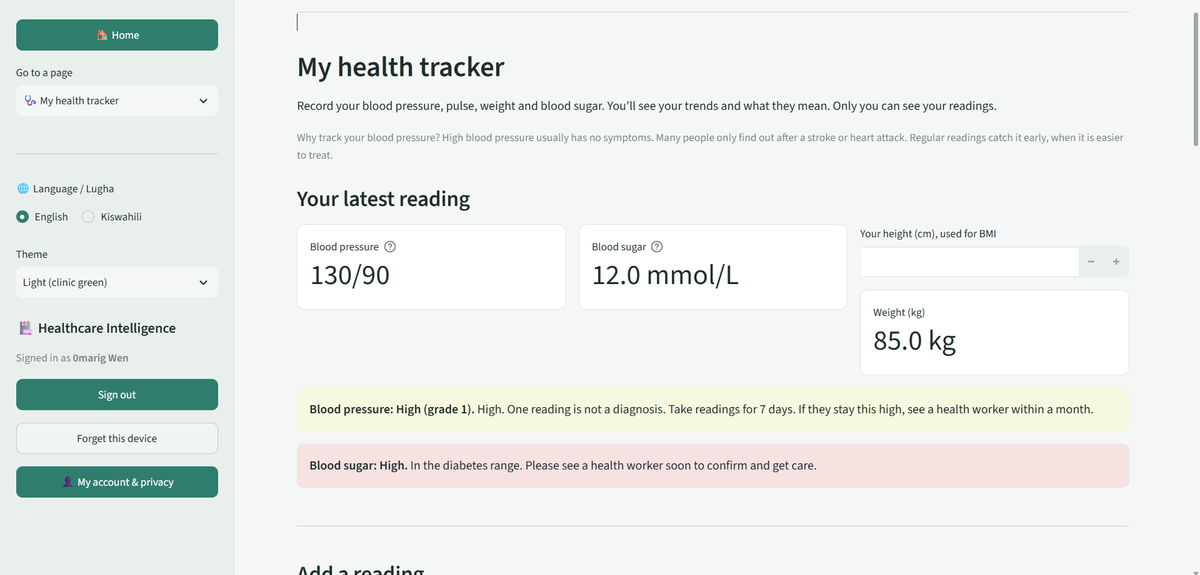 Home
Go to a page
My health tracker
Language / Lugha
English
Kiswahili
Theme
Light (clinic green)
Healthcare Intelligence
Signed in as 0marig Wen
Sign out
Forget this device
My account & privacy
My health tracker
Record your blood pressure, pulse, weight and blood sugar. You'll see your trends and what they mean. Only you can see your readings.
Why track your blood pressure? High blood pressure usually has no symptoms. Many people only find out after a stroke or heart attack. Regular readings catch it early, when it is easier
to treat.
Your latest reading
Blood pressure
130/90
Blood sugar
12.0 mmol/L
Your height (cm), used for BMI
Weight (kg)
85.0 kg
Blood pressure: High (grade 1). High. One reading is not a diagnosis. Take readings for 7 days. If they stay this high, see a health worker within a month.
Blood sugar: High. In the diabetes range. Please see a health worker soon to confirm and get care.
Add a reading